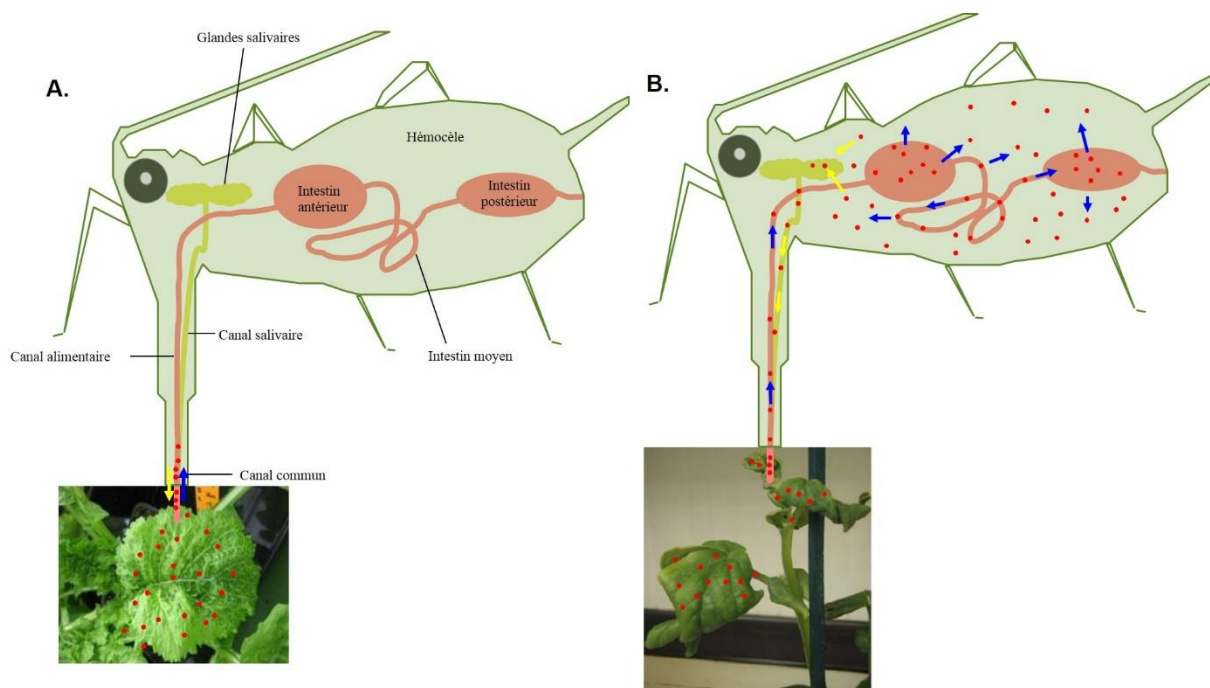 A.
Glandes salivaires
Hémocèle
Intestin
antérieur
Intestin
postérieur
Canal salivaire
Canal alimentaire
Intestin moyen
Canal commun
B.